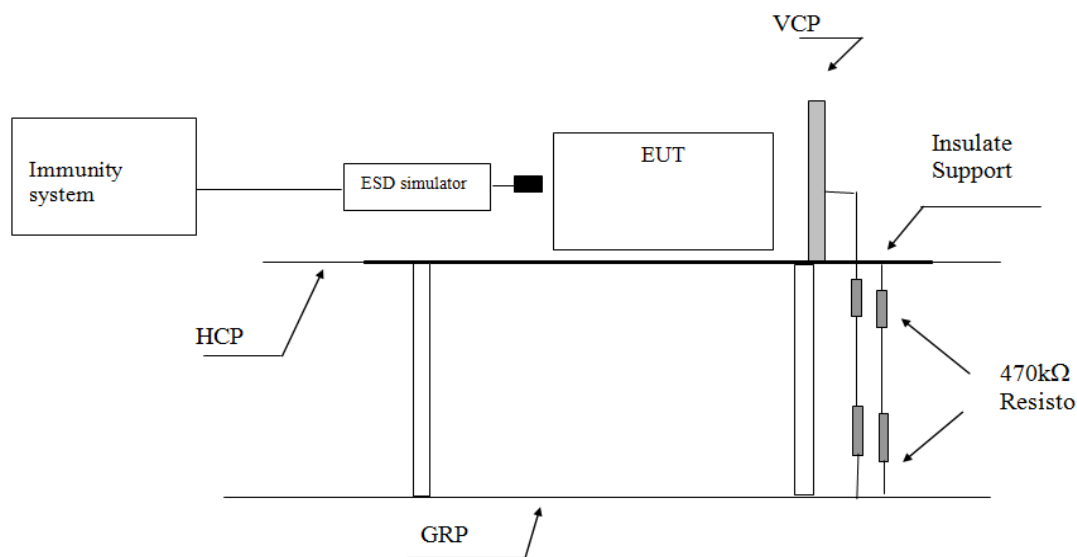 VCP
Immunity
system
ESD simulator
EUT
Insulate
Support
HCP
470kΩ
Resisto
GRP